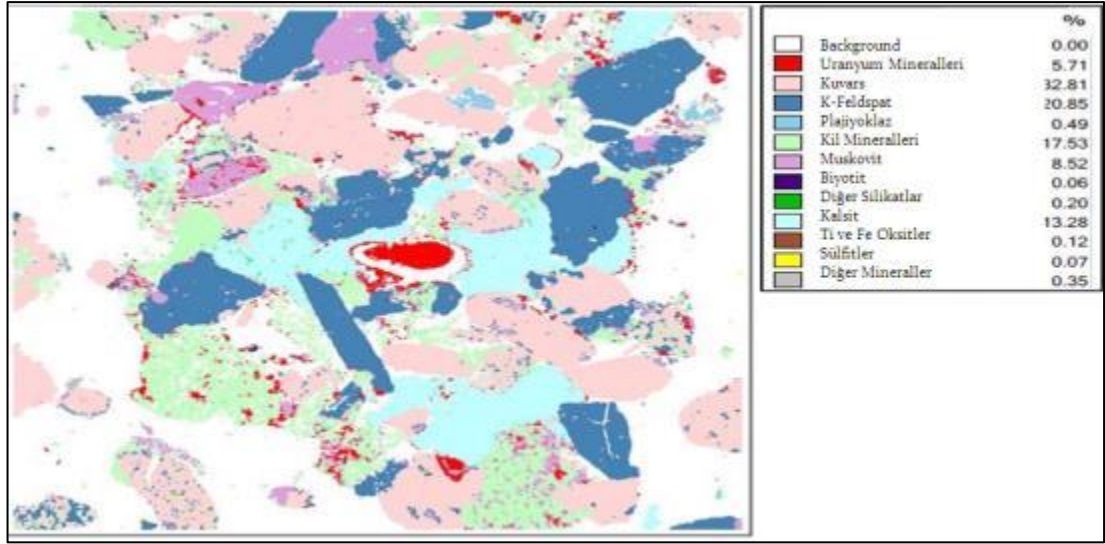 %
Background 0.00
Uranyum Mineralleri 5.71
Kuvars 32.81
K-Feldspat 20.85
Plajiyoklaz 0.49
Kil Mineralleri 17.53
Muskovit 8.52
Biyotit 0.06
Diğer Silikatlar 0.20
Kalsit 13.28
Ti ve Fe Oksitler 0.12
Sülfitler 0.07
Diğer Mineraller 0.35